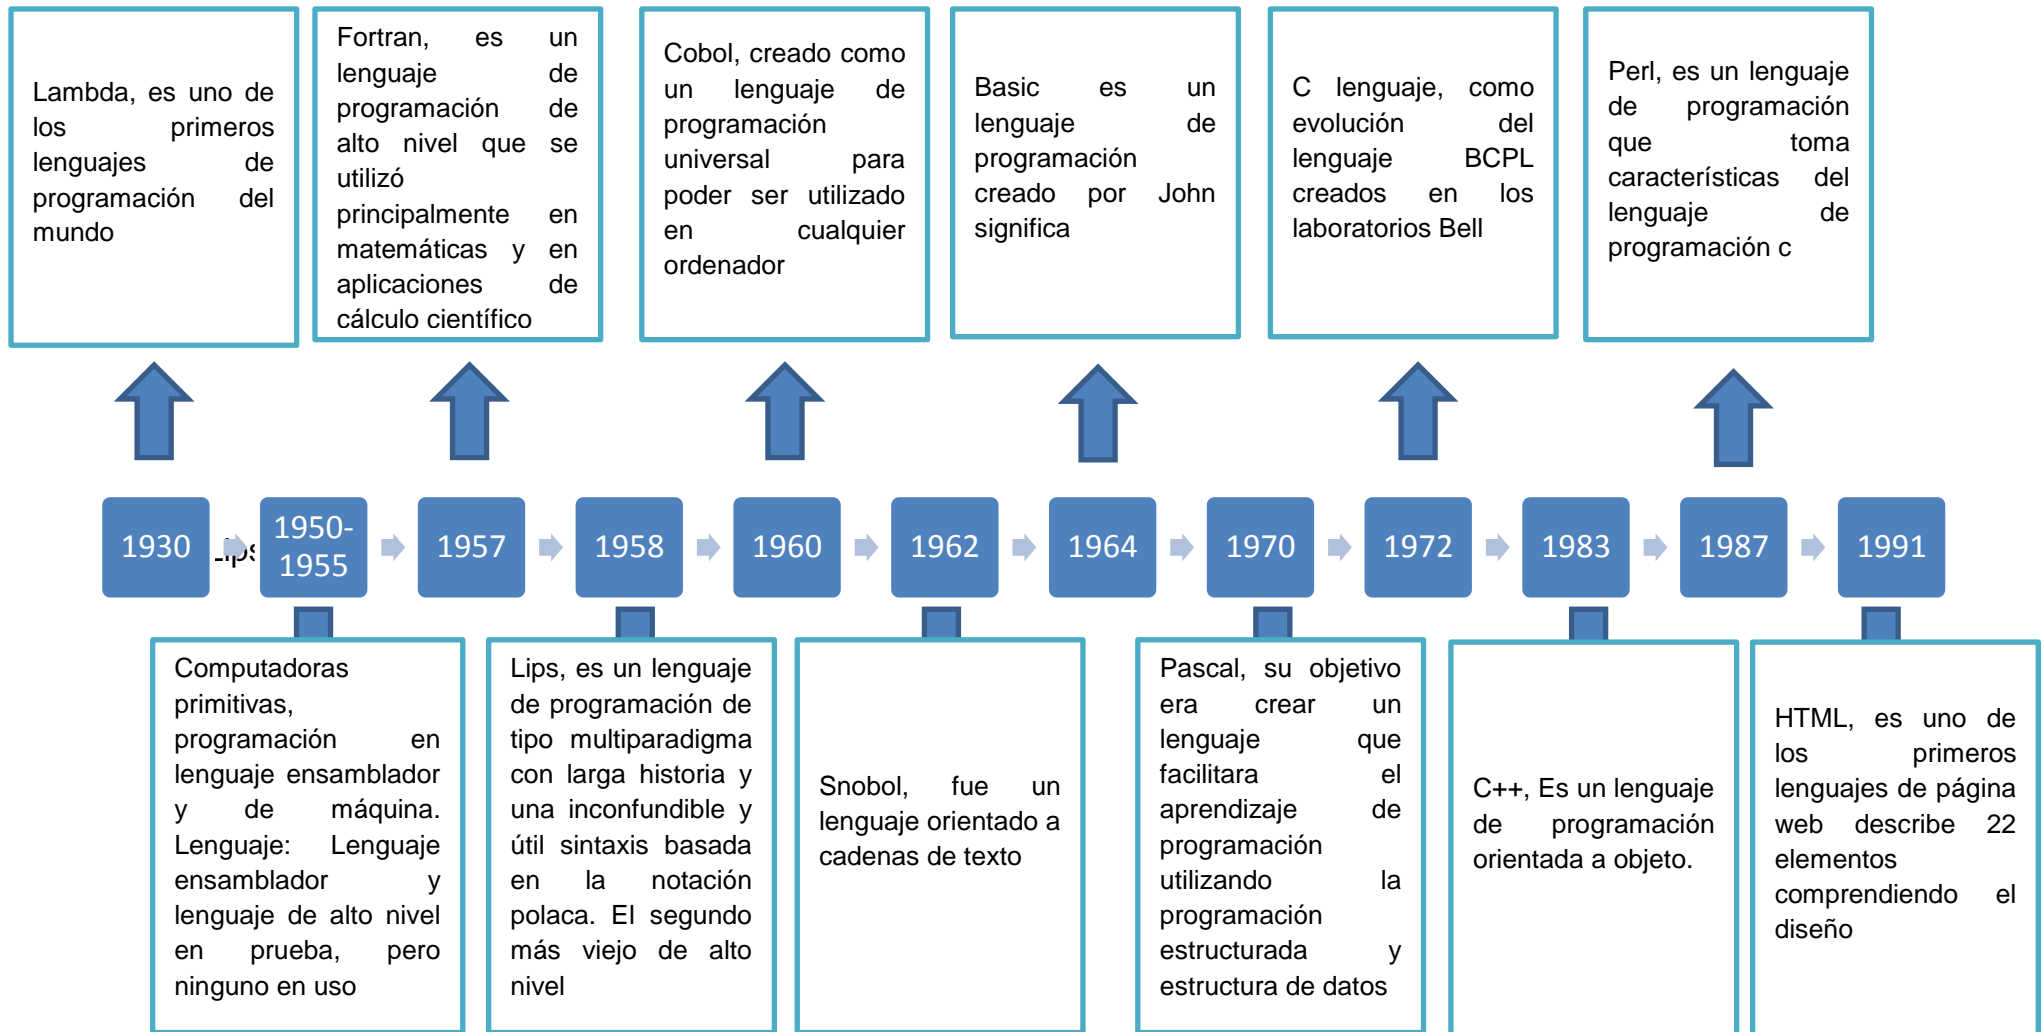 Lambda, es uno de
los primeros
lenguajes de
programación del
mundo
Fortran, es un
lenguaje de
programación de
alto nivel que se
utilizó
principalmente en
matemáticas y en
aplicaciones de
cálculo científico
Cobol, creado como
un lenguaje de
programación
universal para
poder ser utilizado
en cualquier
ordenador
Basic es un
lenguaje de
programación
creado por John
significa
C lenguaje, como
evolución del
lenguaje BCPL
creados en los
laboratorios Bell
Perl, es un lenguaje
de programación
que toma
características del
lenguaje de
programación c
1930
1950-
1955
1957
1958
1960
1962
1964
1970
1972
1983
1987
1991
Computadoras
primitivas,
programación en
lenguaje ensamblador
y de máquina.
Lenguaje: Lenguaje
ensamblador y
lenguaje de alto nivel
en prueba, pero
ninguno en uso
Lips, es un lenguaje
de programación de
tipo multiparadigma
con larga historia y
una inconfundible y
útil sintaxis basada
en la notación
polaca. El segundo
más viejo de alto
nivel
Snobol, fue un
lenguaje orientado a
cadenas de texto
Pascal, su objetivo
era crear un
lenguaje que
facilitara el
aprendizaje de
programación
utilizando la
programación
estructurada y
estructura de datos
C++, Es un lenguaje
de programación
orientada a objeto.
HTML, es uno de
los primeros
lenguajes de página
web describe 22
elementos
comprendiendo el
diseño